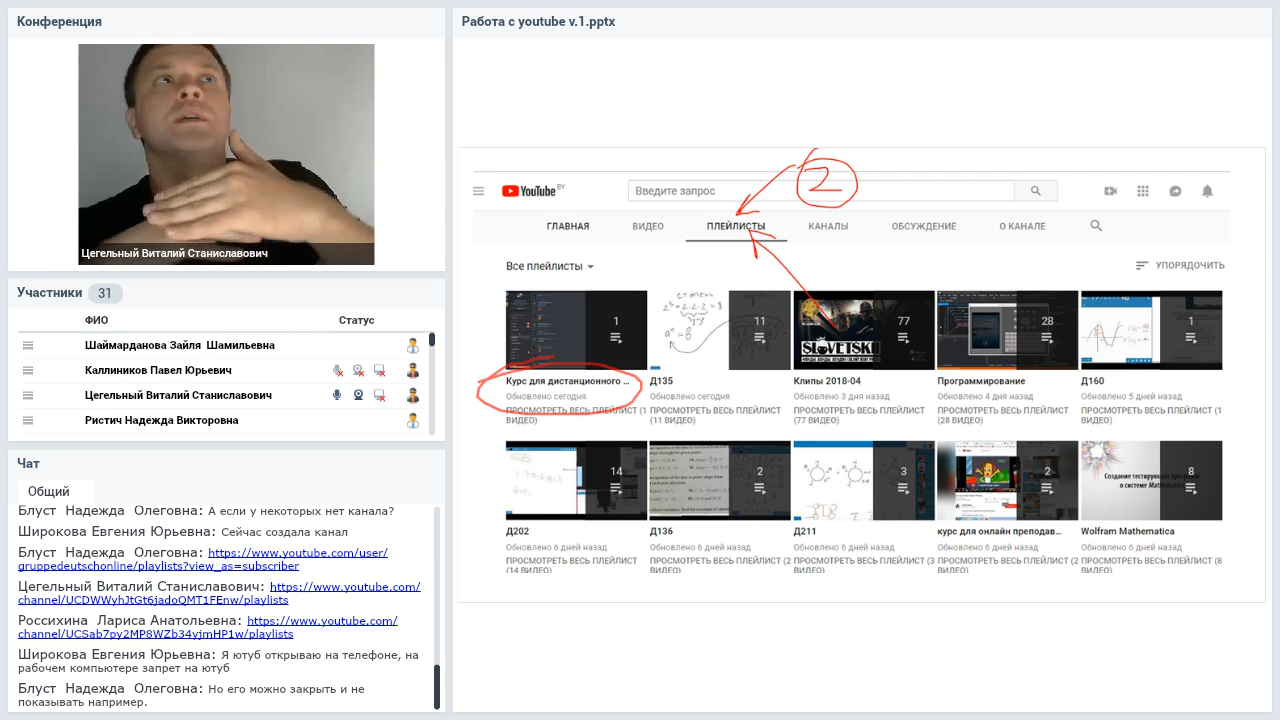 Конференция
Цегельный Виталий Станиславович
Участники 31
ФИО Статус
Шаймарданова Зайля Шамильевна
Каллиников Павел Юрьевич
Цегельный Виталий Станиславович
Ристич Надежда Викторовна
Чат
Общий
Блуст Надежда Олеговна: А если у некоторых нет канала?
Широкова Евгения Юрьевна: Сейчас создала канал
Блуст Надежда Олеговна: https://www.youtube.com/user/
gruppedeutschonline/playlists?view_as=subscriber
Цегельный Виталий Станиславович: https://www.youtube.com/
channel/UCDWWyhJtGt6jadoQMT1FEnw/playlists
Россихина Лариса Анатольевна: https://www.youtube.com/
channel/UCSab7py2MP8WZb34yjmHP1w/playlists
Широкова Евгения Юрьевна: Я ютуб открываю на телефоне, на
рабочем компьютере запрет на ютуб
Блуст Надежда Олеговна: Но его можно закрыть и не
показывать например.
Работа с youtube v.1.pptx
2
YouTube BY
Введите запрос
ГЛАВНАЯ ВИДЕО ПЛЕЙЛИСТЫ КАНАЛЫ ОБСУЖДЕНИЕ О КАНАЛЕ
Все плейлисты УПОРЯДОЧИТЬ
1 11 77 28 1
SLOVETSKI
Курс для дистанционного ... Д135 Клипы 2018-04 Программирование Д160
Обновлено сегодня Обновлено сегодня Обновлено 3 дня назад Обновлено 4 дня назад Обновлено 5 дней назад
ПРОСМОТРЕТЬ ВЕСЬ ПЛЕЙЛИСТ (1 ПРОСМОТРЕТЬ ВЕСЬ ПЛЕЙЛИСТ ПРОСМОТРЕТЬ ВЕСЬ ПЛЕЙЛИСТ ПРОСМОТРЕТЬ ВЕСЬ ПЛЕЙЛИСТ ПРОСМОТРЕТЬ ВЕСЬ ПЛЕЙЛИСТ (1
ВИДЕО) (11 ВИДЕО) (77 ВИДЕО) (28 ВИДЕО) ВИДЕО)
14 2 3 2 8
Создание тестирующих программ
в системе Mathematica
Д202 Д136 Д211 курс для онлайн преподав... Wolfram Mathematica
Обновлено 6 дней назад Обновлено 6 дней назад Обновлено 6 дней назад Обновлено 6 дней назад Обновлено 6 дней назад
ПРОСМОТРЕТЬ ВЕСЬ ПЛЕЙЛИСТ ПРОСМОТРЕТЬ ВЕСЬ ПЛЕЙЛИСТ (2 ПРОСМОТРЕТЬ ВЕСЬ ПЛЕЙЛИСТ (3 ПРОСМОТРЕТЬ ВЕСЬ ПЛЕЙЛИСТ (2 ПРОСМОТРЕТЬ ВЕСЬ ПЛЕЙЛИСТ (8
(14 ВИДЕО) ВИДЕО) ВИДЕО) ВИДЕО) ВИДЕО)